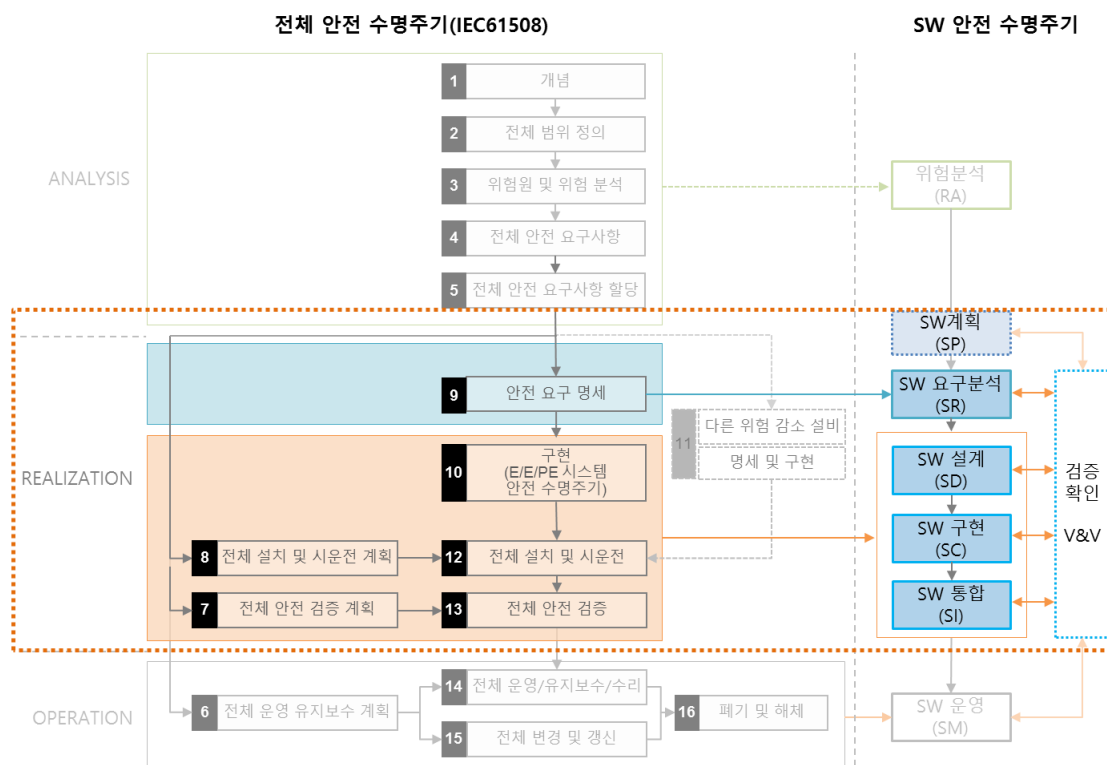 전체 안전 수명주기(IEC61508)
SW 안전 수명주기
ANALYSIS
1
개념
2
전체 범위 정의
3
위험원 및 위험 분석
4
전체 안전 요구사항
5
전체 안전 요구사항 할당
위험분석
(RA)
REALIZATION
9
안전 요구 명세
10
구현
(E/E/PE 시스템
안전 수명주기)
11
다른 위험 감소 설비
명세 및 구현
8
전체 설치 및 시운전 계획
12
전체 설치 및 시운전
7
전체 안전 검증 계획
13
전체 안전 검증
SW계획
(SP)
SW 요구분석
(SR)
SW 설계
(SD)
SW 구현
(SC)
SW 통합
(SI)
검증
확인
V&V
OPERATION
6
전체 운영 유지보수 계획
14
전체 운영/유지보수/수리
15
전체 변경 및 갱신
16
폐기 및 해체
SW 운영
(SM)